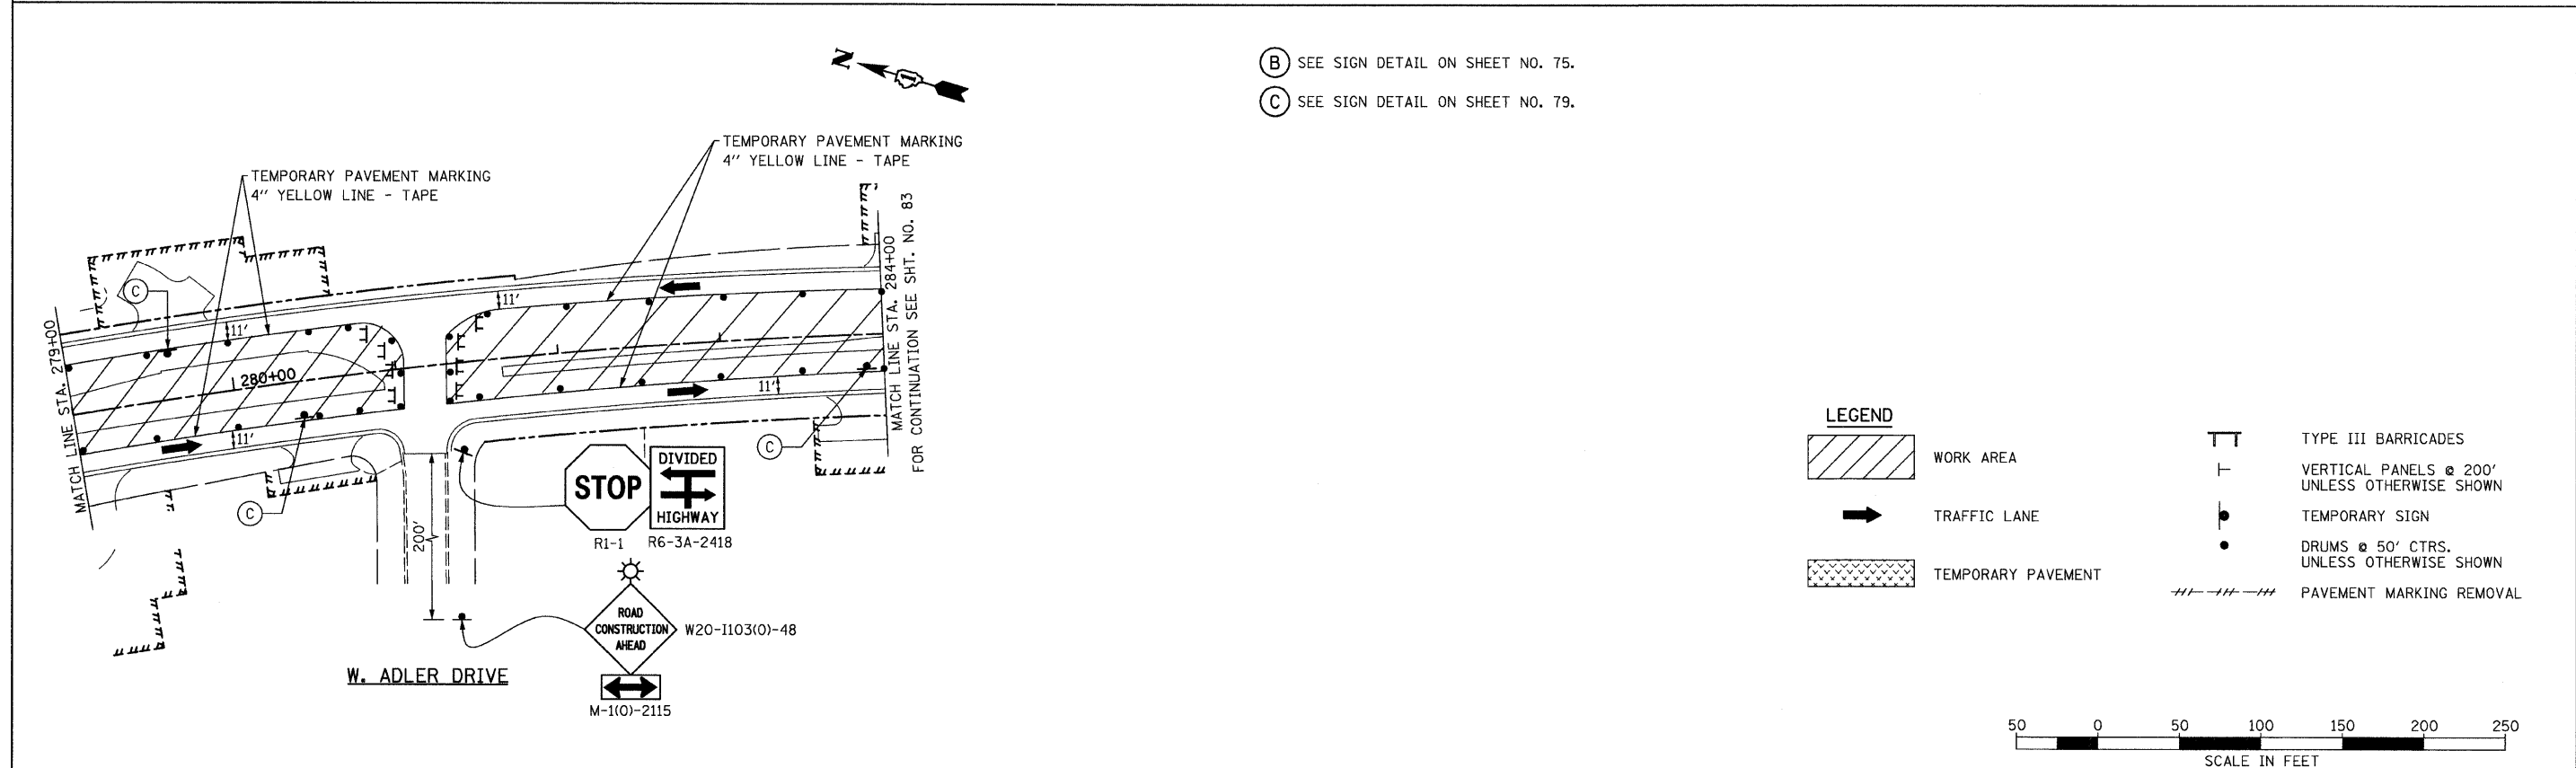 N
1
B SEE SIGN DETAIL ON SHEET NO. 75.
C SEE SIGN DETAIL ON SHEET NO. 79.
TEMPORARY PAVEMENT MARKING
4" YELLOW LINE - TAPE
TEMPORARY PAVEMENT MARKING
4" YELLOW LINE - TAPE
MATCH LINE STA. 279+00
C
11'
11'
280+00
11'
11'
C
C
MATCH LINE STA. 284+00
FOR CONTINUATION SEE SHT. NO. 83
200'
STOP
R1-1
DIVIDED
HIGHWAY
R6-3A-2418
ROAD
CONSTRUCTION
AHEAD
W20-I103(0)-48
M-1(0)-2115
W. ADLER DRIVE
LEGEND
WORK AREA
TRAFFIC LANE
TEMPORARY PAVEMENT
TYPE III BARRICADES
VERTICAL PANELS @ 200'
UNLESS OTHERWISE SHOWN
TEMPORARY SIGN
DRUMS @ 50' CTRS.
UNLESS OTHERWISE SHOWN
PAVEMENT MARKING REMOVAL
50 0 50 100 150 200 250
SCALE IN FEET